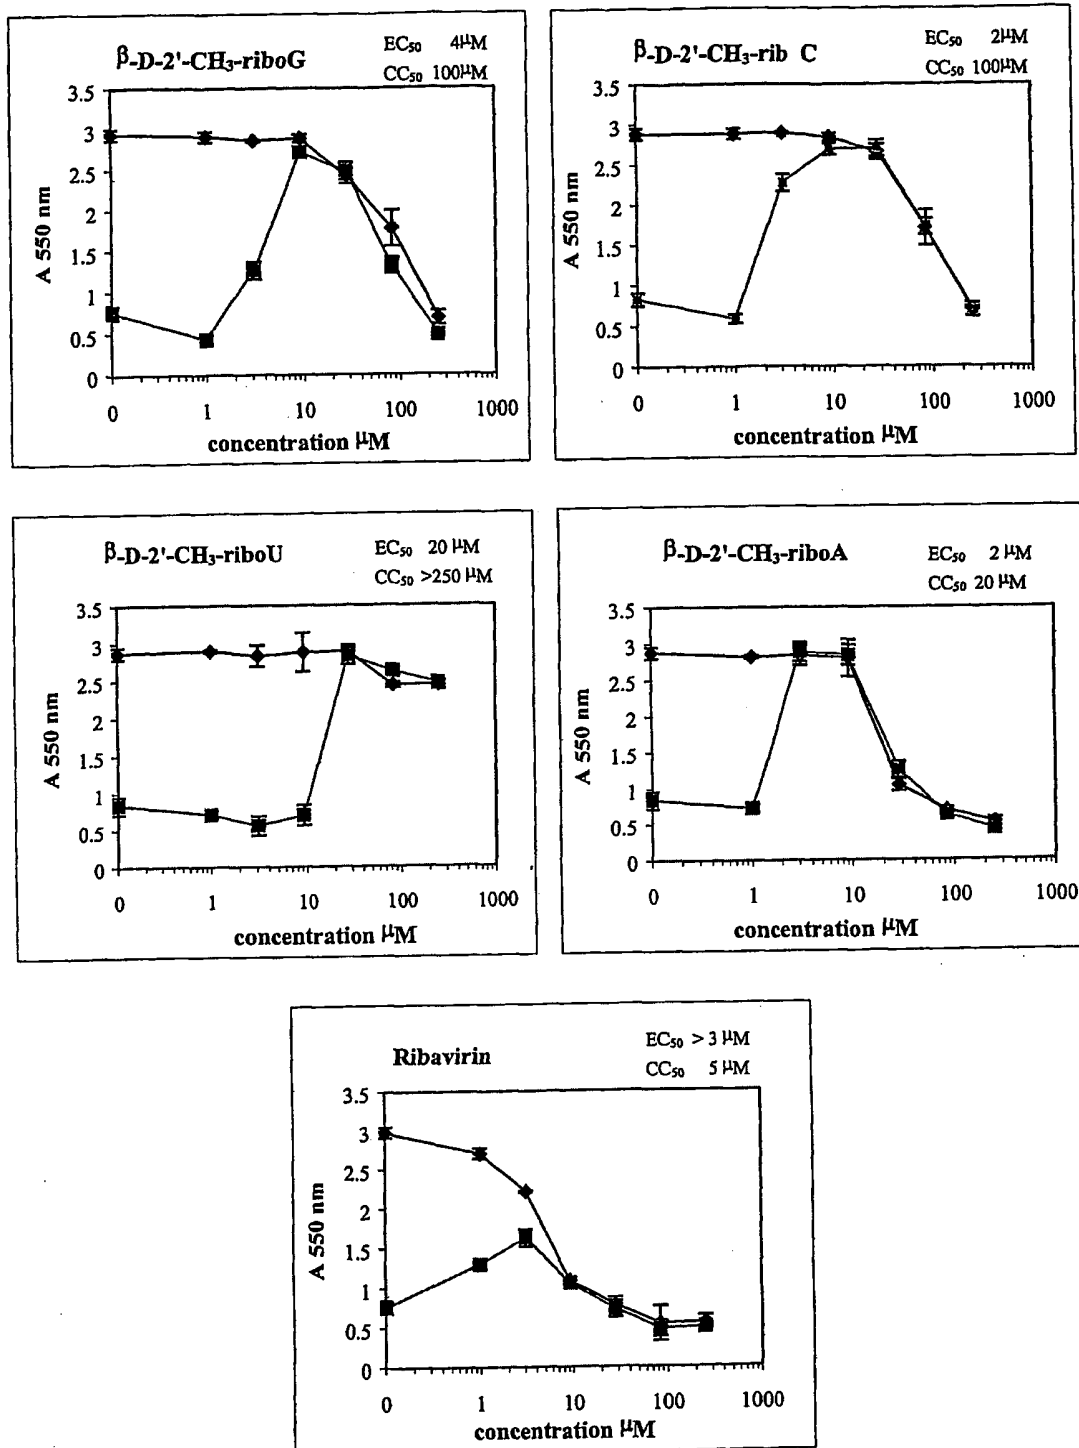 β-D-2'-CH₃-riboG
EC₅₀ 4µM
CC₅₀ 100µM
3.5
3
2.5
2
1.5
1
0.5
0
A 550 nm
0 1 10 100 1000
concentration µM
β-D-2'-CH₃-rib C
EC₅₀ 2µM
CC₅₀ 100µM
3.5
3
2.5
2
1.5
1
0.5
0
A 550 nm
0 1 10 100 1000
concentration µM
β-D-2'-CH₃-riboU
EC₅₀ 20 µM
CC₅₀ >250 µM
3.5
3
2.5
2
1.5
1
0.5
0
A 550 nm
0 1 10 100 1000
concentration µM
β-D-2'-CH₃-riboA
EC₅₀ 2 µM
CC₅₀ 20 µM
3.5
3
2.5
2
1.5
1
0.5
0
A 550 nm
0 1 10 100 1000
concentration µM
Ribavirin
EC₅₀ > 3 µM
CC₅₀ 5 µM
3.5
3
2.5
2
1.5
1
0.5
0
A 550 nm
0 1 10 100 1000
concentration µM